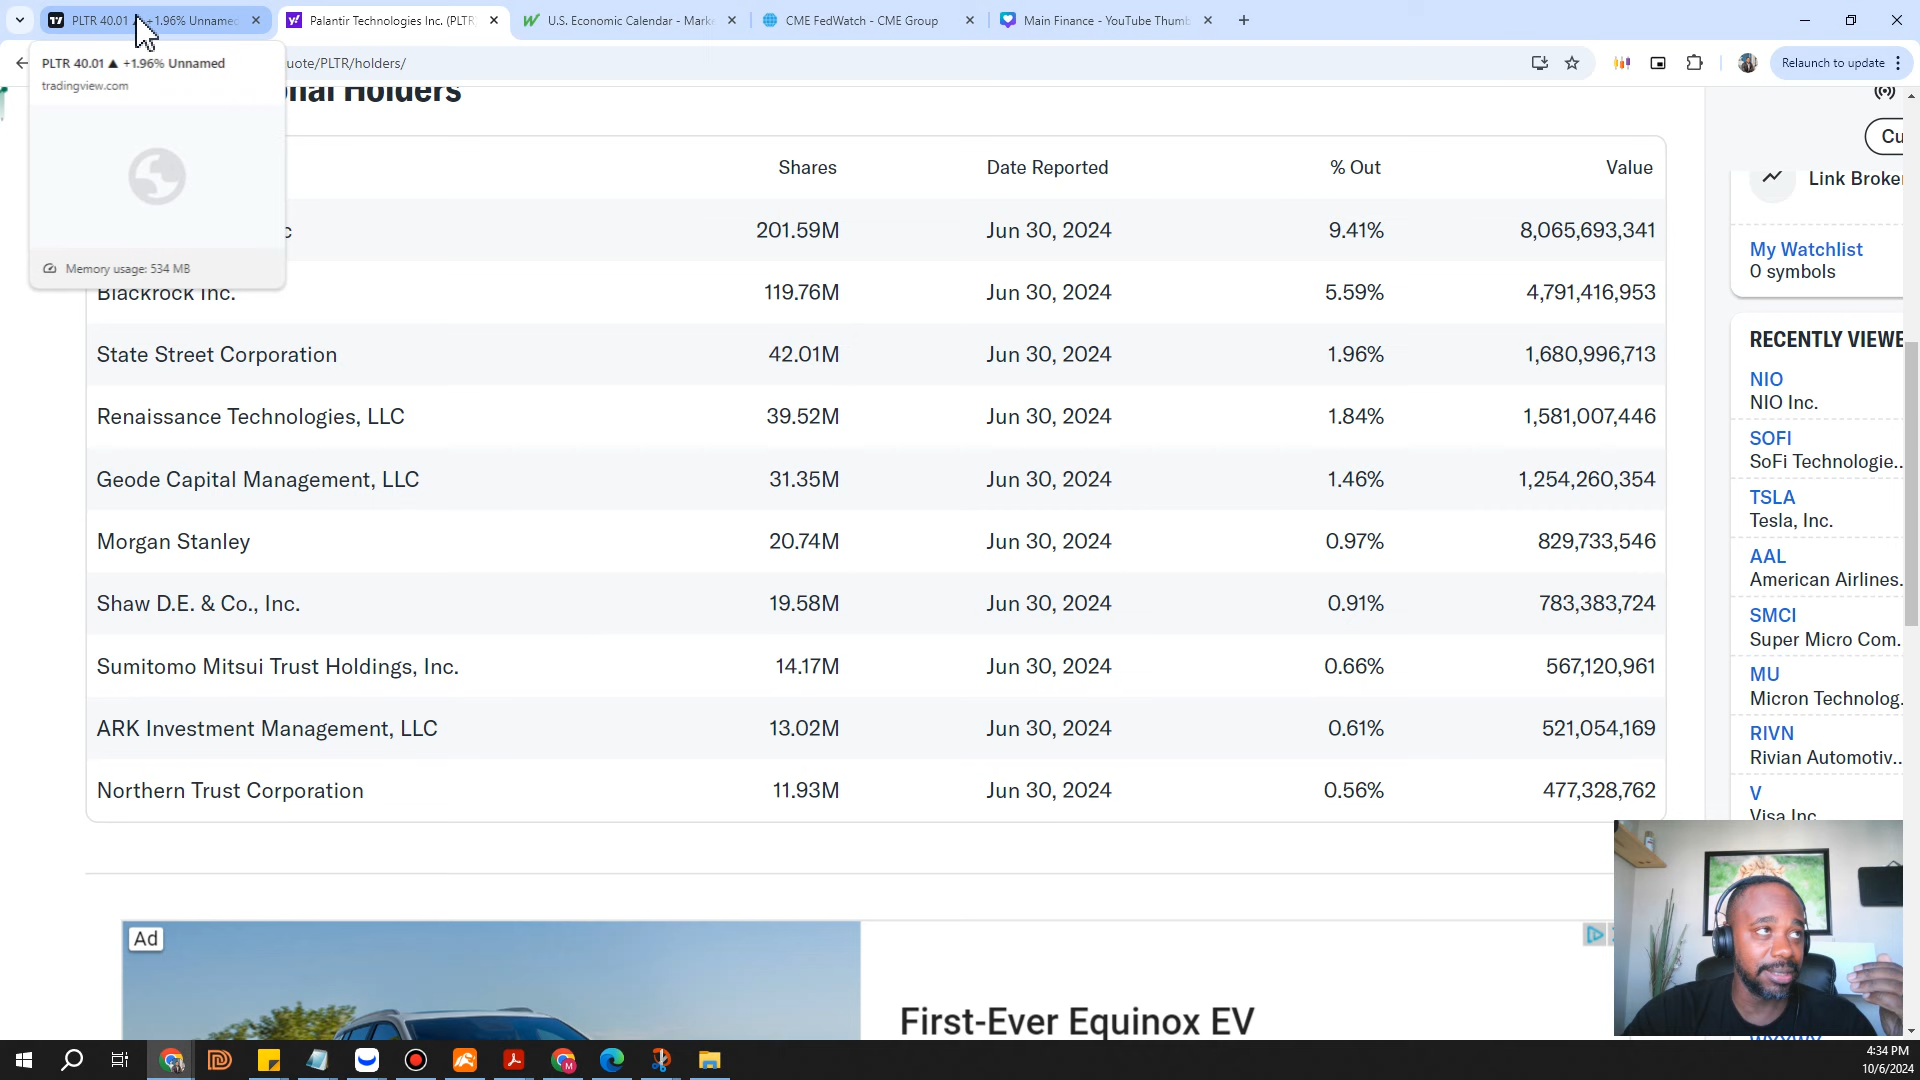 PLTR 40.01 ▲ +1.96% Unnamed
Palantir Technologies Inc. (PLTR)
U.S. Economic Calendar - Marke
CME FedWatch - CME Group
Main Finance - YouTube Thumb
PLTR 40.01 ▲ +1.96% Unnamed
tradingview.com
Memory usage: 534 MB
uote/PLTR/holders/
Relaunch to update
onal Holders
Shares Date Reported % Out Value
c 201.59M Jun 30, 2024 9.41% 8,065,693,341
Blackrock Inc. 119.76M Jun 30, 2024 5.59% 4,791,416,953
State Street Corporation 42.01M Jun 30, 2024 1.96% 1,680,996,713
Renaissance Technologies, LLC 39.52M Jun 30, 2024 1.84% 1,581,007,446
Geode Capital Management, LLC 31.35M Jun 30, 2024 1.46% 1,254,260,354
Morgan Stanley 20.74M Jun 30, 2024 0.97% 829,733,546
Shaw D.E. & Co., Inc. 19.58M Jun 30, 2024 0.91% 783,383,724
Sumitomo Mitsui Trust Holdings, Inc. 14.17M Jun 30, 2024 0.66% 567,120,961
ARK Investment Management, LLC 13.02M Jun 30, 2024 0.61% 521,054,169
Northern Trust Corporation 11.93M Jun 30, 2024 0.56% 477,328,762
Cu
Link Broker
My Watchlist
0 symbols
RECENTLY VIEWE
NIO
NIO Inc.
SOFI
SoFi Technologie...
TSLA
Tesla, Inc.
AAL
American Airlines...
SMCI
Super Micro Com...
MU
Micron Technolog...
RIVN
Rivian Automotiv...
V
Visa Inc.
Ad
First-Ever Equinox EV
4:34 PM
10/6/2024